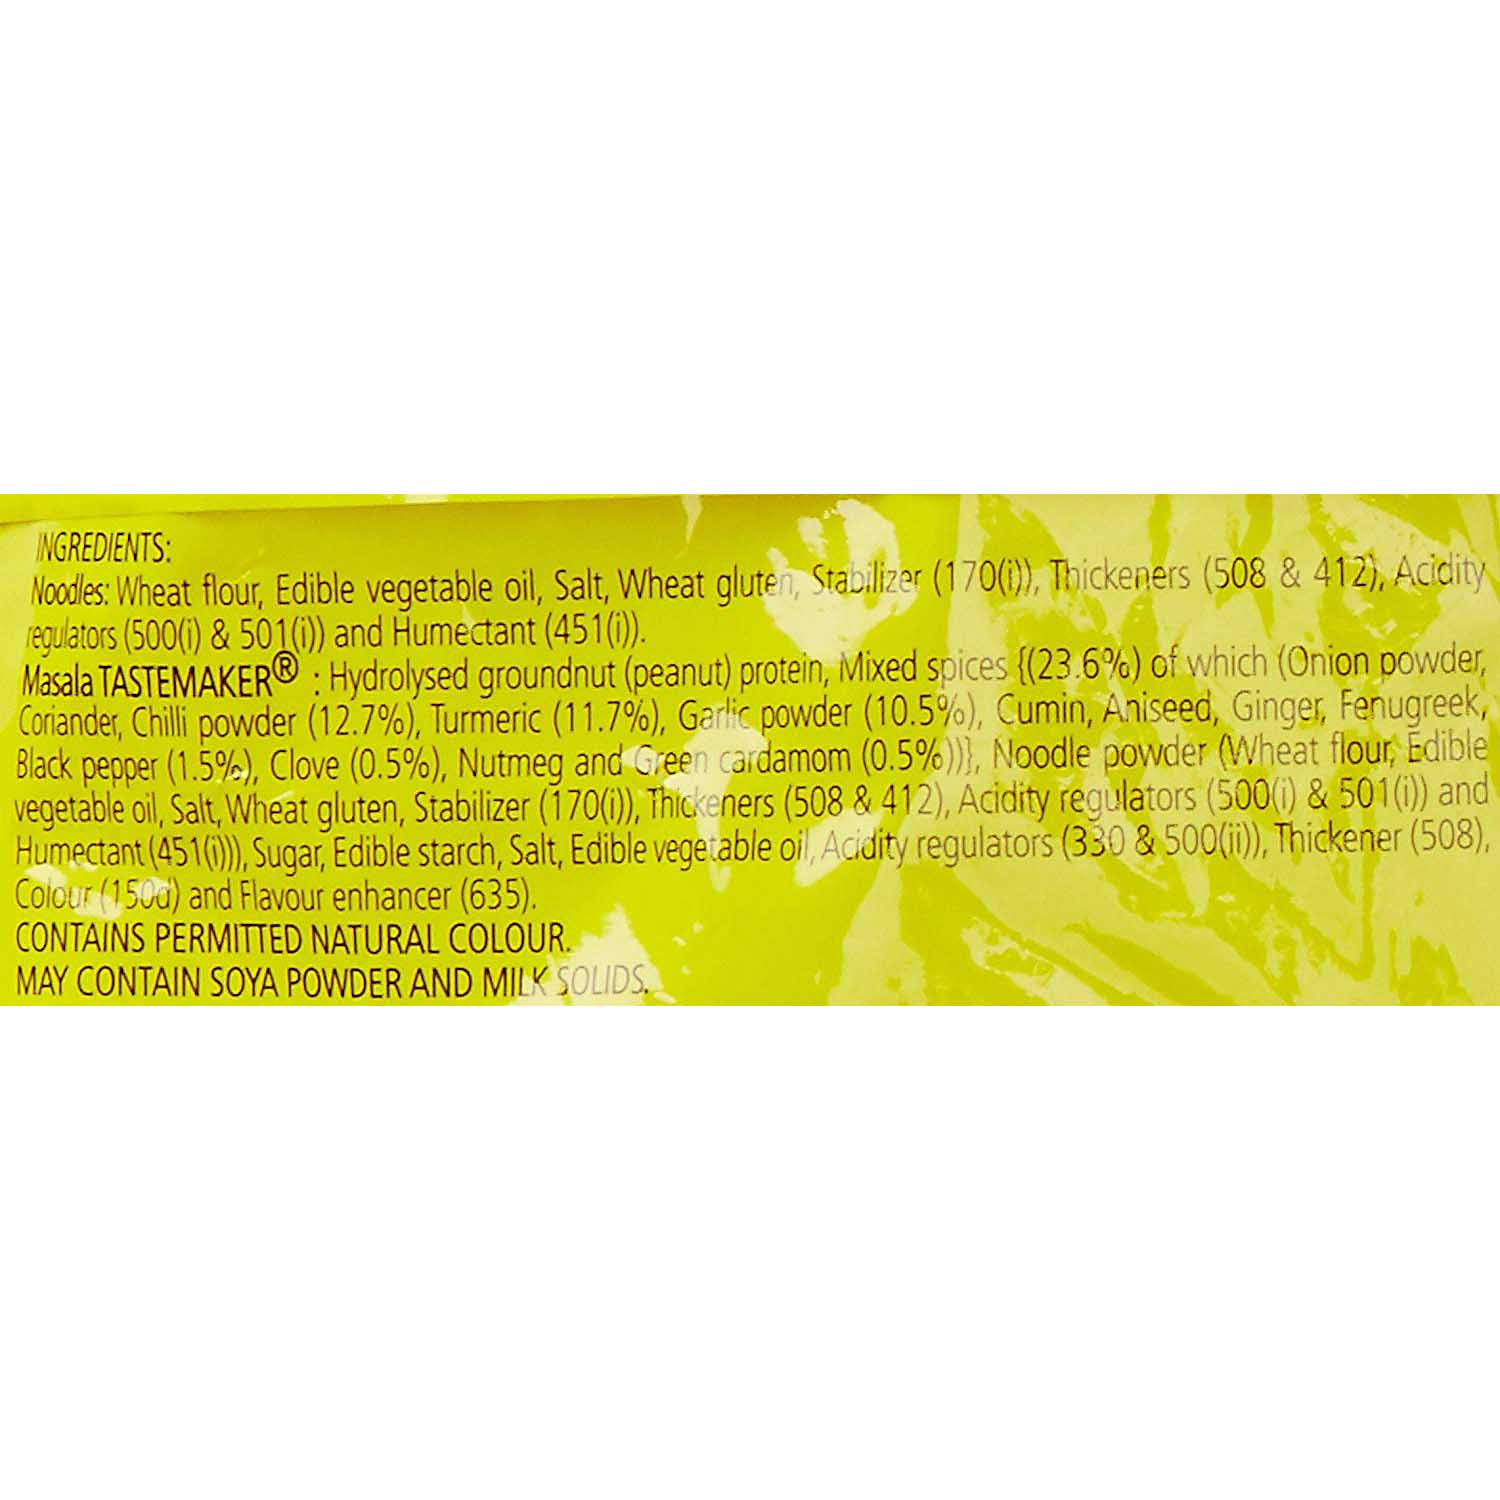 INGREDIENTS:
Noodles: Wheat flour, Edible vegetable oil, Salt, Wheat gluten, Stabilizer (170(i)), Thickeners (508 & 412), Acidity
regulators (500(i) & 501(i)) and Humectant (451(i)).
Masala TASTEMAKER® : Hydrolysed groundnut (peanut) protein, Mixed spices {(23.6%) of which (Onion powder,
Coriander, Chilli powder (12.7%), Turmeric (11.7%), Garlic powder (10.5%), Cumin, Aniseed, Ginger, Fenugreek,
Black pepper (1.5%), Clove (0.5%), Nutmeg and Green cardamom (0.5%))}, Noodle powder (Wheat flour, Edible
vegetable oil, Salt, Wheat gluten, Stabilizer (170(i)), Thickeners (508 & 412), Acidity regulators (500(i) & 501(i)) and
Humectant (451(i))), Sugar, Edible starch, Salt, Edible vegetable oil, Acidity regulators (330 & 500(ii)), Thickener (508),
Colour (150d) and Flavour enhancer (635).
CONTAINS PERMITTED NATURAL COLOUR.
MAY CONTAIN SOYA POWDER AND MILK SOLIDS.